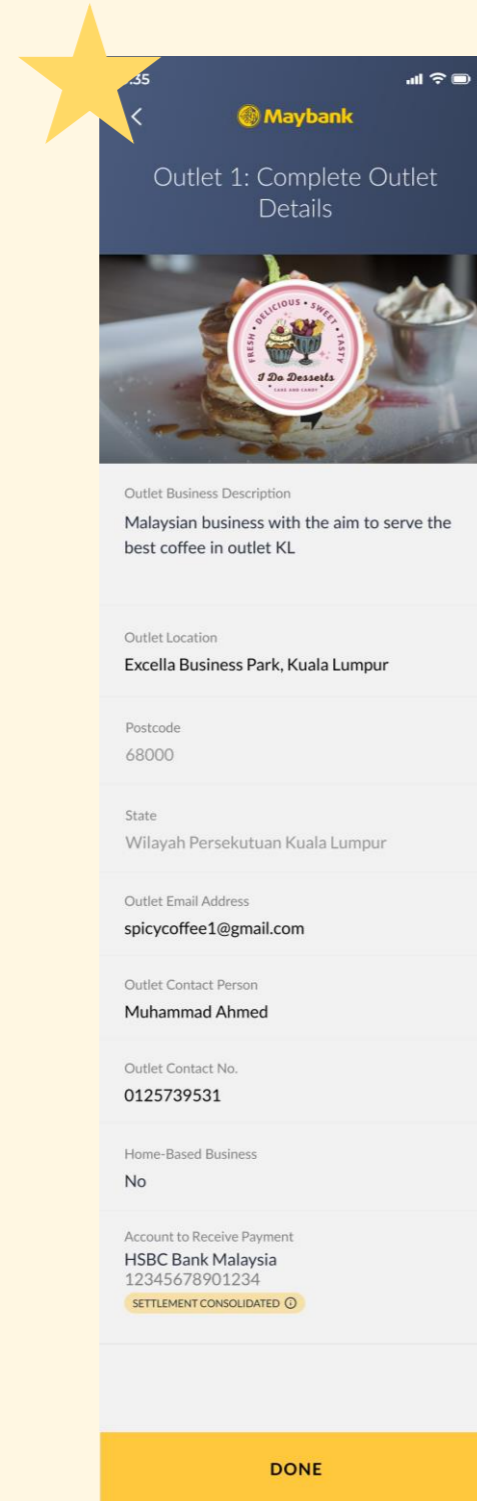 :35
Maybank
Outlet 1: Complete Outlet
Details
FRESH • DELICIOUS • SWEET • TASTY
I Do Desserts
CAKE AND CANDY
Outlet Business Description
Malaysian business with the aim to serve the
best coffee in outlet KL
Outlet Location
Excella Business Park, Kuala Lumpur
Postcode
68000
State
Wilayah Persekutuan Kuala Lumpur
Outlet Email Address
spicycoffee1@gmail.com
Outlet Contact Person
Muhammad Ahmed
Outlet Contact No.
0125739531
Home-Based Business
No
Account to Receive Payment
HSBC Bank Malaysia
12345678901234
SETTLEMENT CONSOLIDATED
DONE